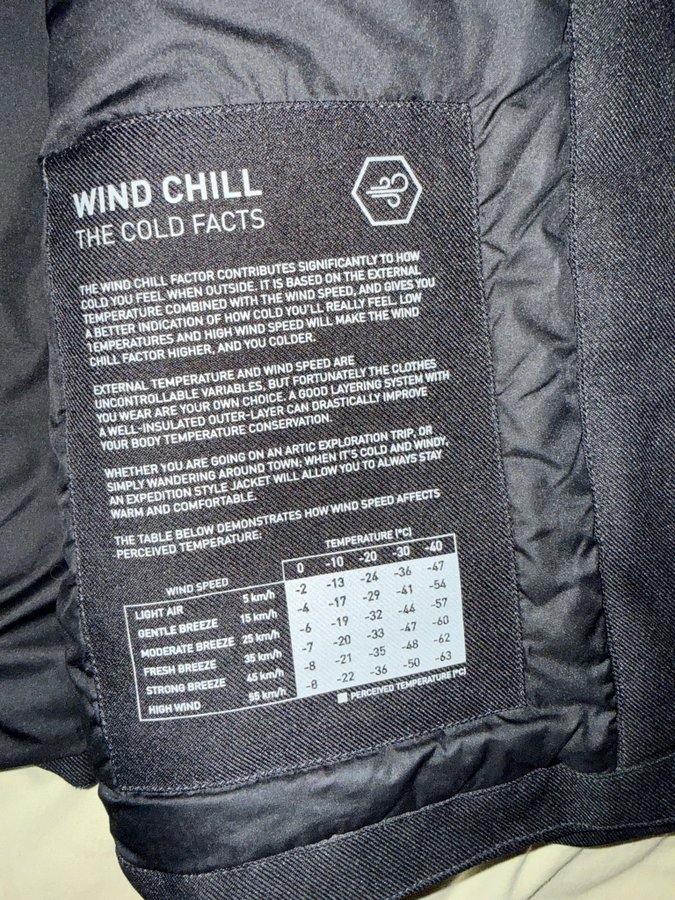 WIND CHILL
THE COLD FACTS
THE WIND CHILL FACTOR CONTRIBUTES SIGNIFICANTLY TO HOW
COLD YOU FEEL WHEN OUTSIDE. IT IS BASED ON THE EXTERNAL
TEMPERATURE COMBINED WITH THE WIND SPEED, AND GIVES YOU
A BETTER INDICATION OF HOW COLD YOU'LL REALLY FEEL. LOW
TEMPERATURES AND HIGH WIND SPEED WILL MAKE THE WIND
CHILL FACTOR HIGHER, AND YOU COLDER.
EXTERNAL TEMPERATURE AND WIND SPEED ARE
UNCONTROLLABLE VARIABLES, BUT FORTUNATELY THE CLOTHES
YOU WEAR ARE YOUR OWN CHOICE. A GOOD LAYERING SYSTEM WITH
A WELL-INSULATED OUTER-LAYER CAN DRASTICALLY IMPROVE
YOUR BODY TEMPERATURE CONSERVATION.
WHETHER YOU ARE GOING ON AN ARTIC EXPLORATION TRIP, OR
SIMPLY WANDERING AROUND TOWN; WHEN IT'S COLD AND WINDY,
AN EXPEDITION STYLE JACKET WILL ALLOW YOU TO ALWAYS STAY
WARM AND COMFORTABLE.
THE TABLE BELOW DEMONSTRATES HOW WIND SPEED AFFECTS
PERCEIVED TEMPERATURE:
TEMPERATURE (°C)
WIND SPEED 0 -10 -20 -30 -40
LIGHT AIR 5 km/h -2 -13 -24 -36 -47
GENTLE BREEZE 15 km/h -4 -17 -29 -41 -54
MODERATE BREEZE 25 km/h -6 -19 -32 -44 -57
FRESH BREEZE 35 km/h -7 -20 -33 -47 -60
STRONG BREEZE 45 km/h -8 -21 -35 -48 -62
HIGH WIND 55 km/h -8 -22 -36 -50 -63
PERCEIVED TEMPERATURE (°C)